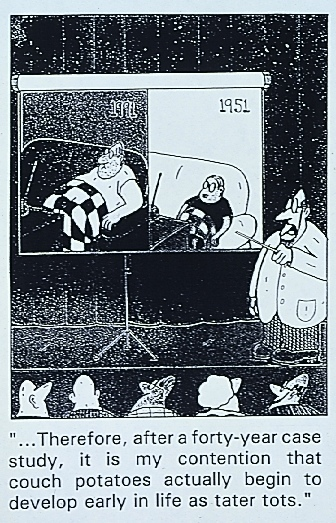 1991
1951
"...Therefore, after a forty-year case
study, it is my contention that
couch potatoes actually begin to
develop early in life as tater tots."